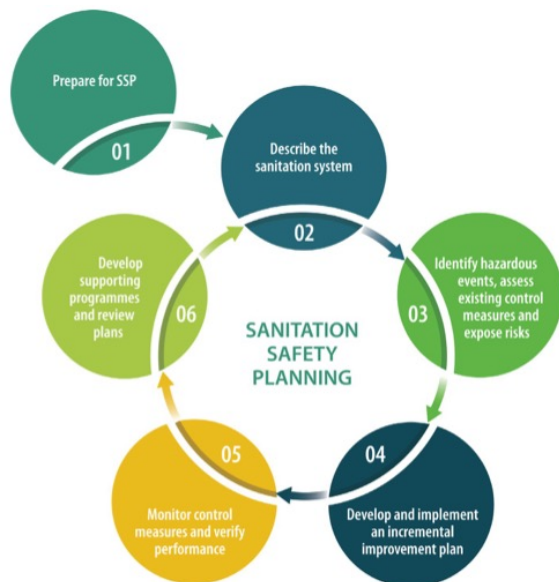 Prepare for SSP
01
Describe the
sanitation system
02
Identify hazardous
events, assess
existing control
measures and
expose risks
03
Develop and implement
an incremental
improvement plan
04
Monitor control
measures and verify
performance
05
Develop
supporting
programmes
and review
plans
06
SANITATION
SAFETY
PLANNING